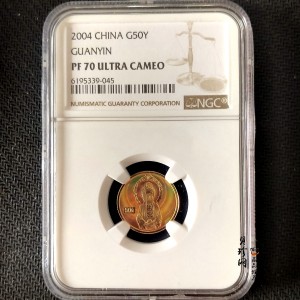 2004 CHINA G50Y
GUANYIN
PF 70 ULTRA CAMEO
6195339-045
NUMISMATIC GUARANTY CORPORATION
NGC